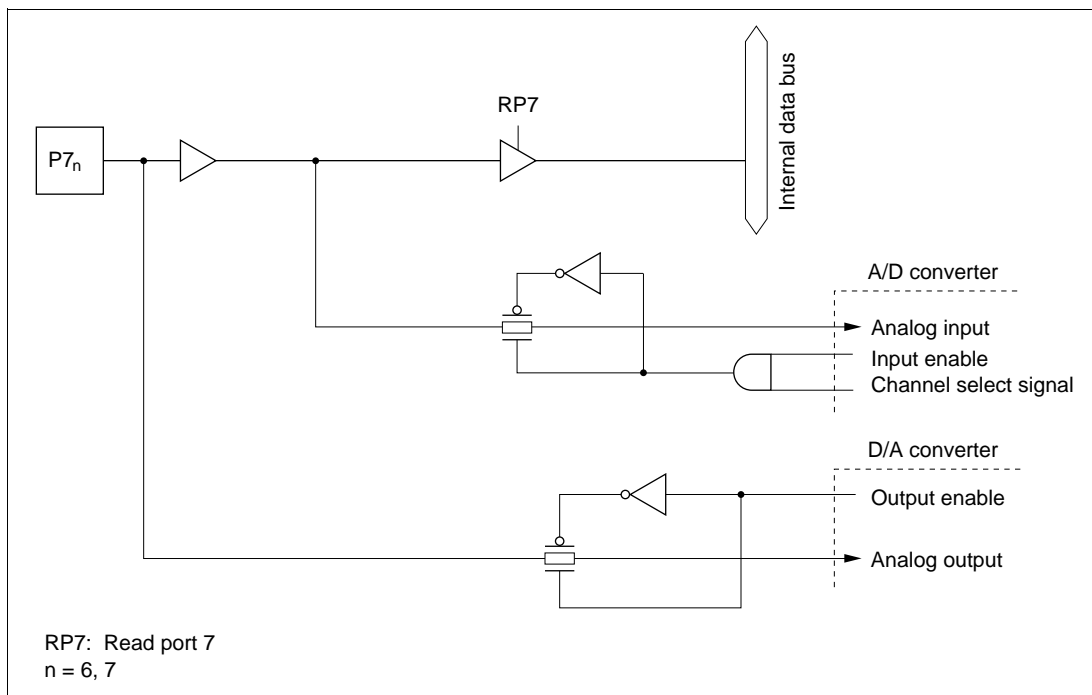 RP7
P7n
Internal data bus
A/D converter
Analog input
Input enable
Channel select signal
D/A converter
Output enable
Analog output
RP7: Read port 7
n = 6, 7